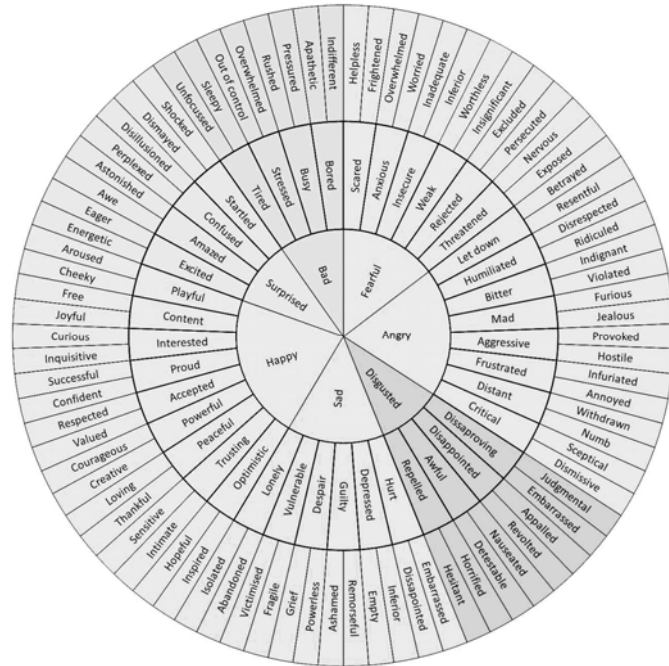 Bad
Fearful
Angry
Disgusted
Sad
Happy
Surprised
Bored
Scared
Anxious
Insecure
Weak
Rejected
Threatened
Let down
Humiliated
Bitter
Mad
Aggressive
Frustrated
Distant
Critical
Dissaproving
Disappointed
Awful
Repelled
Hurt
Depressed
Guilty
Despair
Vulnerable
Lonely
Optimistic
Trusting
Peaceful
Powerful
Accepted
Proud
Interested
Content
Playful
Excited
Amazed
Confused
Startled
Tired
Stressed
Busy
Indifferent
Helpless
Frightened
Overwhelmed
Worried
Inadequate
Inferior
Worthless
Insignificant
Excluded
Persecuted
Nervous
Exposed
Betrayed
Resentful
Disrespected
Ridiculed
Indignant
Violated
Furious
Jealous
Provoked
Hostile
Infuriated
Annoyed
Withdrawn
Numb
Sceptical
Dismissive
Judgmental
Embarrassed
Appalled
Revolted
Nauseated
Detestable
Horrified
Hesitant
Embarrassed
Dissapointed
Inferior
Empty
Remorseful
Ashamed
Powerless
Grief
Fragile
Victimised
Abandoned
Isolated
Inspired
Hopeful
Intimate
Sensitive
Thankful
Loving
Creative
Courageous
Valued
Respected
Confident
Successful
Inquisitive
Curious
Joyful
Free
Cheeky
Aroused
Energetic
Eager
Awe
Astonished
Perplexed
Disillusioned
Dismayed
Shocked
Unfocussed
Sleepy
Out of control
Overwhelmed
Rushed
Pressured
Apathetic